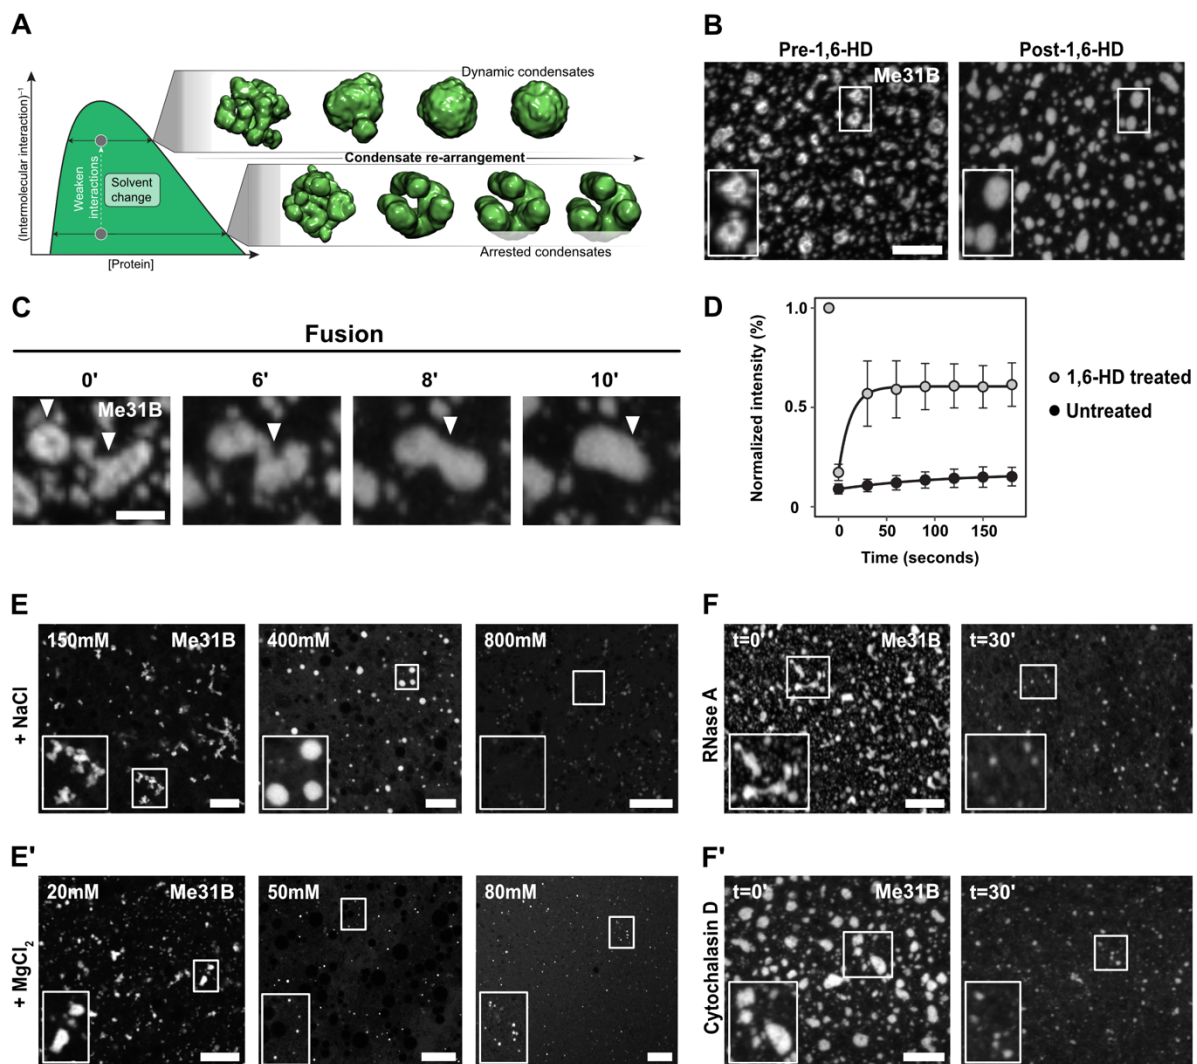 A
(Intermolecular interaction)⁻¹
Weaken
interactions
Solvent
change
[Protein]
Dynamic condensates
Condensate re-arrangement
Arrested condensates
B
Pre-1,6-HD
Post-1,6-HD
Me31B
C
Fusion
0'
6'
8'
10'
Me31B
D
Normalized intensity (%)
1.0
0.5
0
0
50
100
150
Time (seconds)
1,6-HD treated
Untreated
E
+ NaCl
150mM
Me31B
400mM
800mM
F
RNase A
t=0'
Me31B
t=30'
E'
+ MgCl₂
20mM
Me31B
50mM
80mM
F'
Cytochalasin D
t=0'
Me31B
t=30'